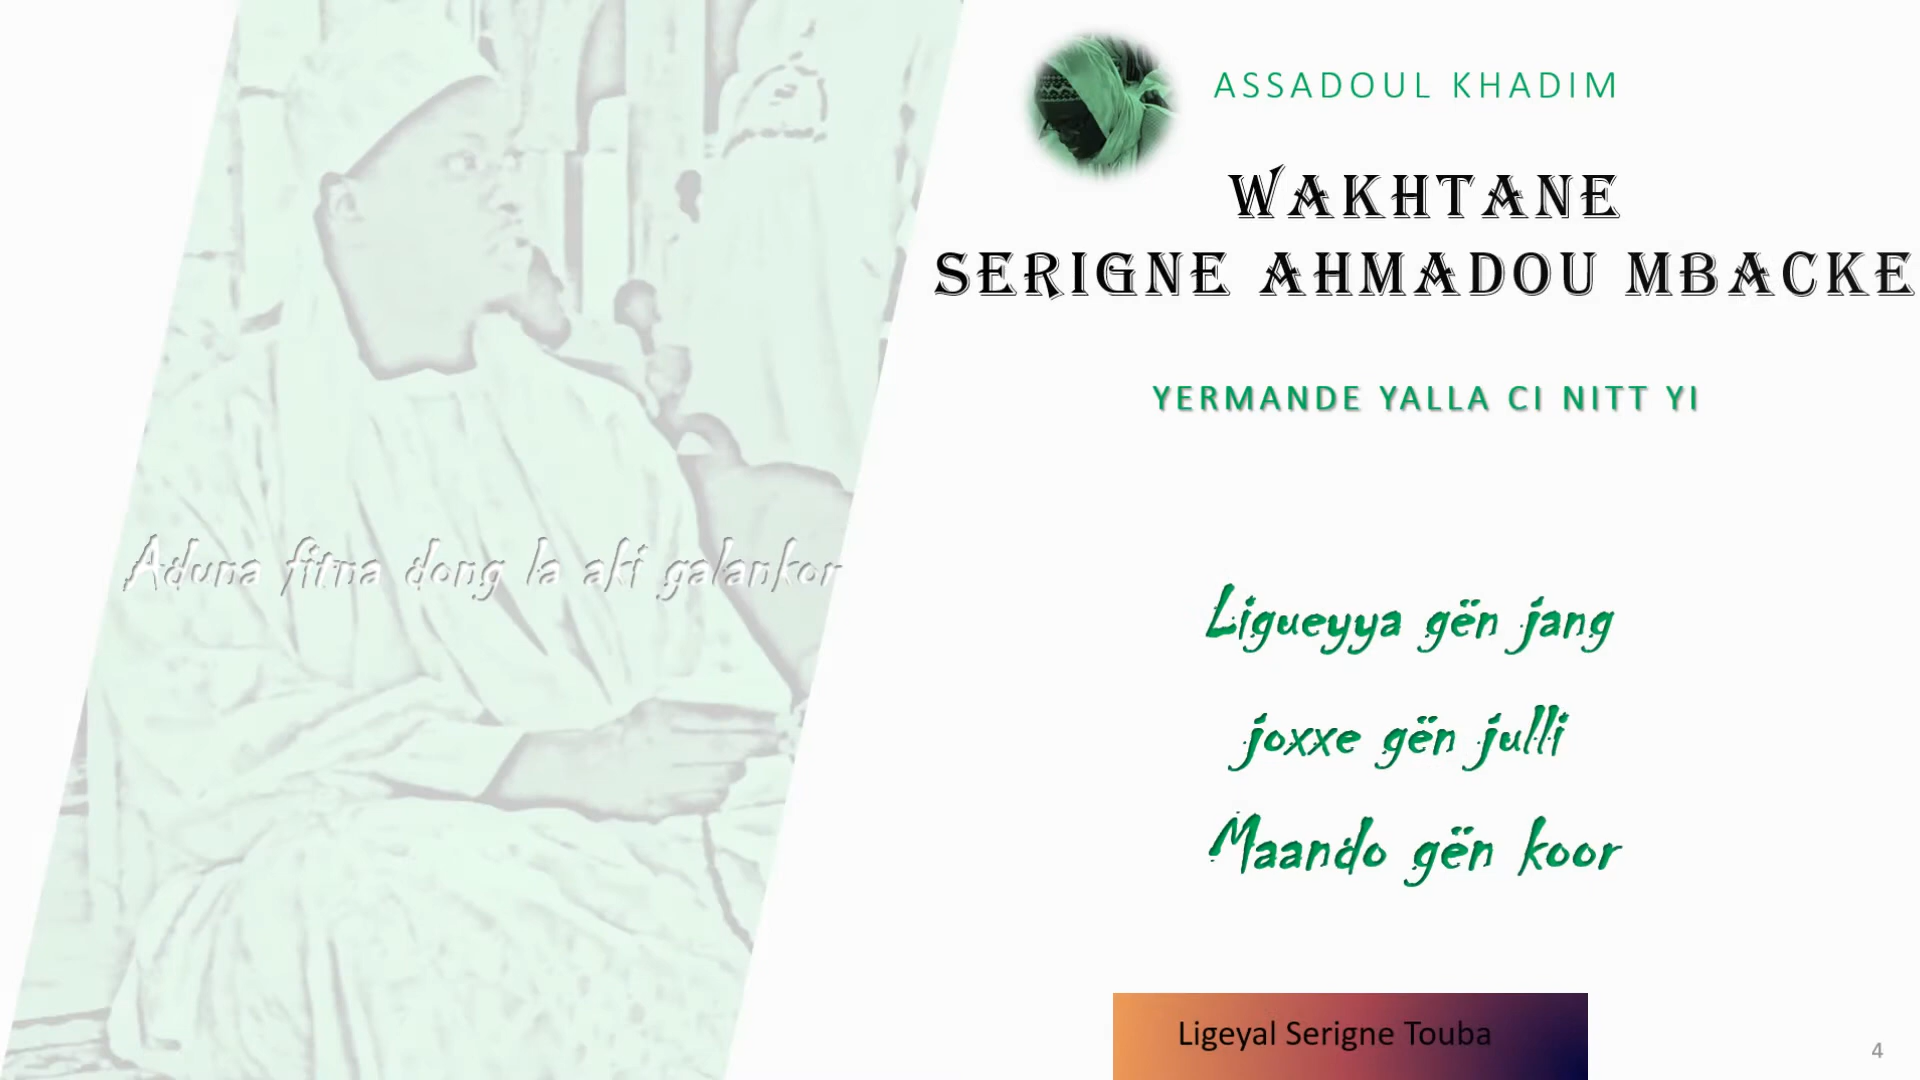 ASSADOUL KHADIM
WAKHTANE
SERIGNE AHMADOU MBACKE
YERMANDE YALLA CI NITT YI
Aduna fitna dong la aki galankor
Ligueyya gën jang
joxxe gën julli
Maando gën koor
Ligeyal Serigne Touba
4